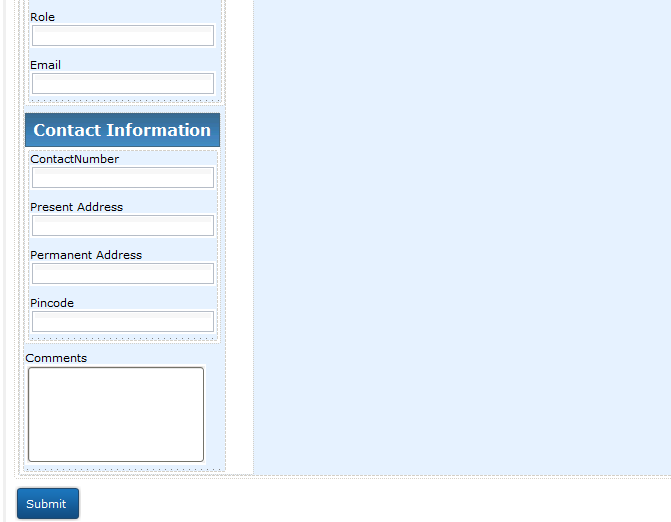 Role
Email
Contact Information
ContactNumber
Present Address
Permanent Address
Pincode
Comments
Submit